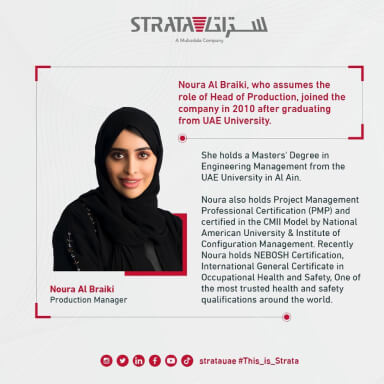 STRATA سـتراتا
A Mubadala Company
Noura Al Braiki, who assumes the
role of Head of Production, joined the
company in 2010 after graduating
from UAE University.
She holds a Masters' Degree in
Engineering Management from the
UAE University in Al Ain.
Noura also holds Project Management
Professional Certification (PMP) and
certified in the CMII Model by National
American University & Institute of
Configuration Management. Recently
Noura holds NEBOSH Certification,
International General Certificate in
Occupational Health and Safety, One of
the most trusted health and safety
qualifications around the world.
Noura Al Braiki
Production Manager
stratauae #This_is_Strata